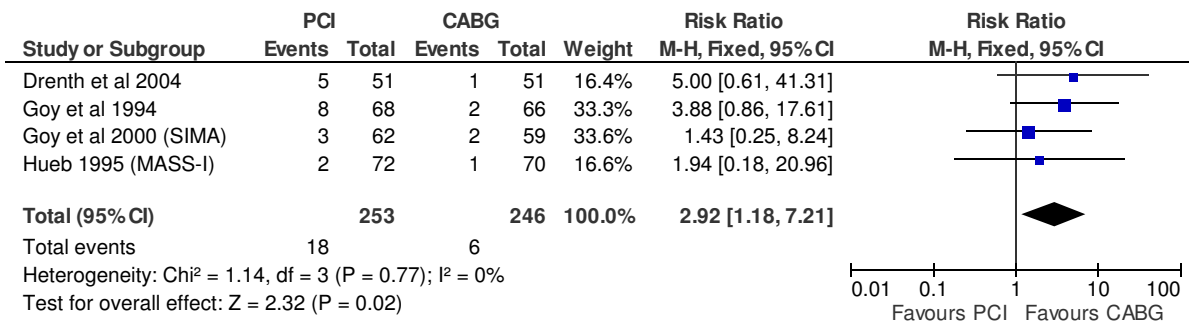 PCI CABG Risk Ratio Risk Ratio
Study or Subgroup Events Total Events Total Weight M-H, Fixed, 95% CI M-H, Fixed, 95% CI
Drenth et al 2004 5 51 1 51 16.4% 5.00 [0.61, 41.31]
Goy et al 1994 8 68 2 66 33.3% 3.88 [0.86, 17.61]
Goy et al 2000 (SIMA) 3 62 2 59 33.6% 1.43 [0.25, 8.24]
Hueb 1995 (MASS-I) 2 72 1 70 16.6% 1.94 [0.18, 20.96]
Total (95% CI) 253 246 100.0% 2.92 [1.18, 7.21]
Total events 18 6
Heterogeneity: Chi² = 1.14, df = 3 (P = 0.77); I² = 0%
Test for overall effect: Z = 2.32 (P = 0.02)
0.01 0.1 1 10 100
Favours PCI Favours CABG